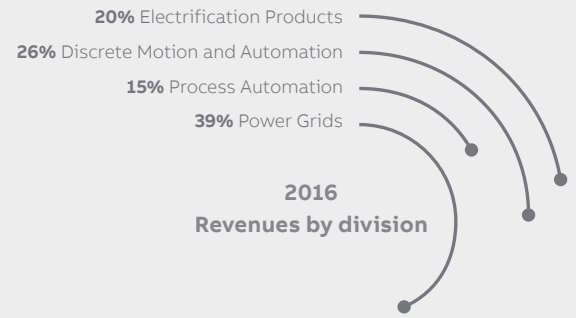 20% Electrification Products
26% Discrete Motion and Automation
15% Process Automation
39% Power Grids
2016
Revenues by division